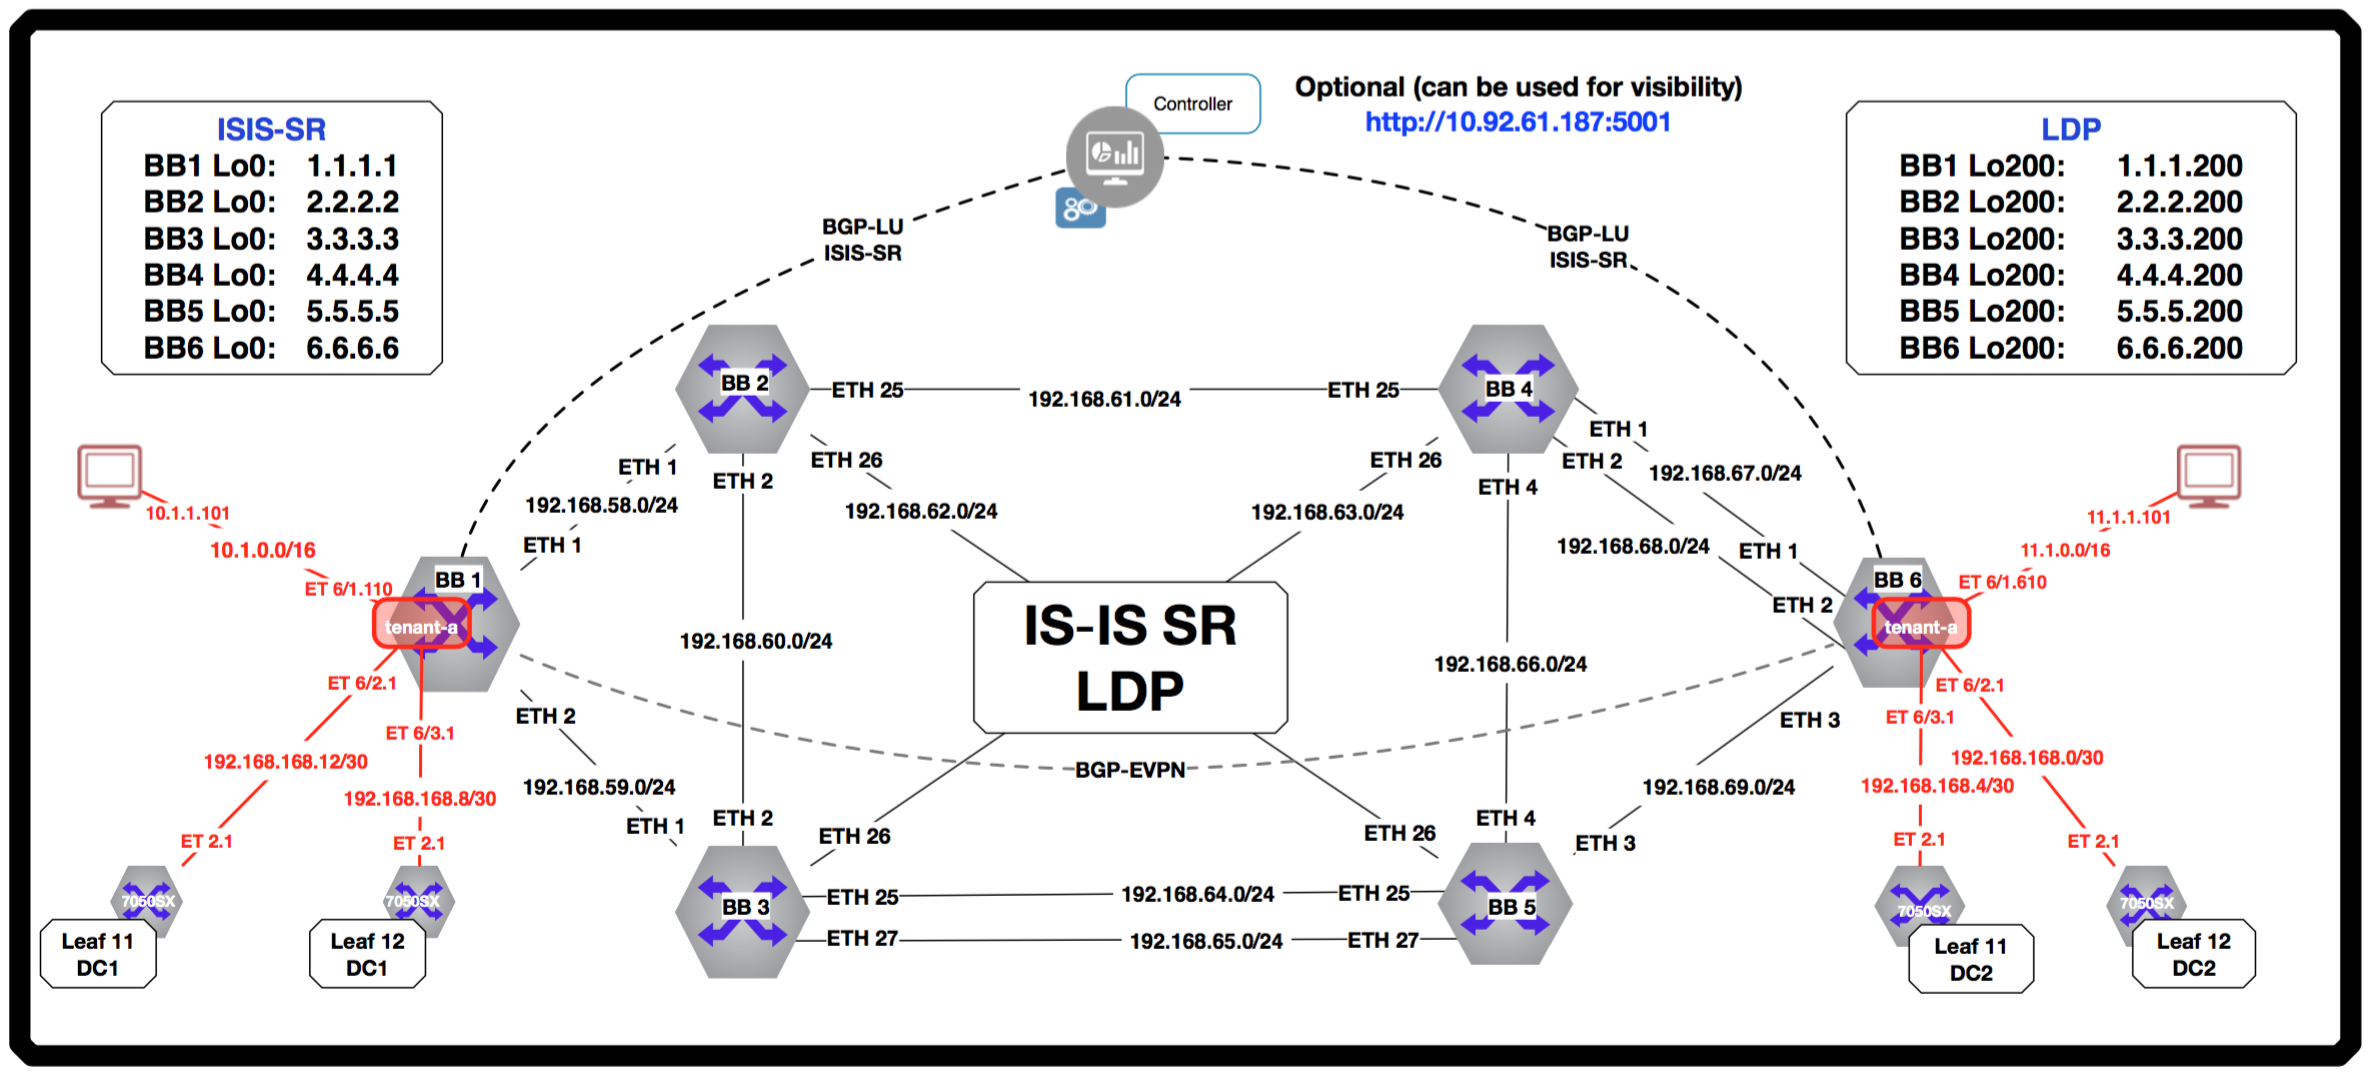 Controller
Optional (can be used for visibility)
http://10.92.61.187:5001
ISIS-SR
BB1 Lo0: 1.1.1.1
BB2 Lo0: 2.2.2.2
BB3 Lo0: 3.3.3.3
BB4 Lo0: 4.4.4.4
BB5 Lo0: 5.5.5.5
BB6 Lo0: 6.6.6.6
LDP
BB1 Lo200: 1.1.1.200
BB2 Lo200: 2.2.2.200
BB3 Lo200: 3.3.3.200
BB4 Lo200: 4.4.4.200
BB5 Lo200: 5.5.5.200
BB6 Lo200: 6.6.6.200
BGP-LU
ISIS-SR
BGP-LU
ISIS-SR
BB 2
ETH 25
192.168.61.0/24
ETH 25
BB 4
ETH 1
ETH 26
ETH 2
ETH 26
ETH 4
ETH 1
ETH 2
192.168.67.0/24
192.168.58.0/24
192.168.62.0/24
192.168.63.0/24
192.168.68.0/24
ETH 1
ETH 1
ETH 2
10.1.1.101
10.1.0.0/16
ET 6/1.110
BB 1
tenant-a
11.1.1.101
11.1.0.0/16
ET 6/1.610
BB 6
tenant-a
IS-IS SR
LDP
192.168.60.0/24
192.168.66.0/24
ET 6/2.1
ET 6/3.1
192.168.168.12/30
192.168.168.8/30
ET 2.1
ET 2.1
ETH 2
192.168.59.0/24
ETH 1
ETH 2
ETH 26
BGP-EVPN
ETH 26
ETH 4
ETH 3
192.168.69.0/24
ETH 3
ET 6/2.1
ET 6/3.1
192.168.168.0/30
192.168.168.4/30
ET 2.1
ET 2.1
BB 3
ETH 25
192.168.64.0/24
ETH 25
BB 5
ETH 27
192.168.65.0/24
ETH 27
7050SX
Leaf 11
DC1
7050SX
Leaf 12
DC1
7050SX
Leaf 11
DC2
7050SX
Leaf 12
DC2